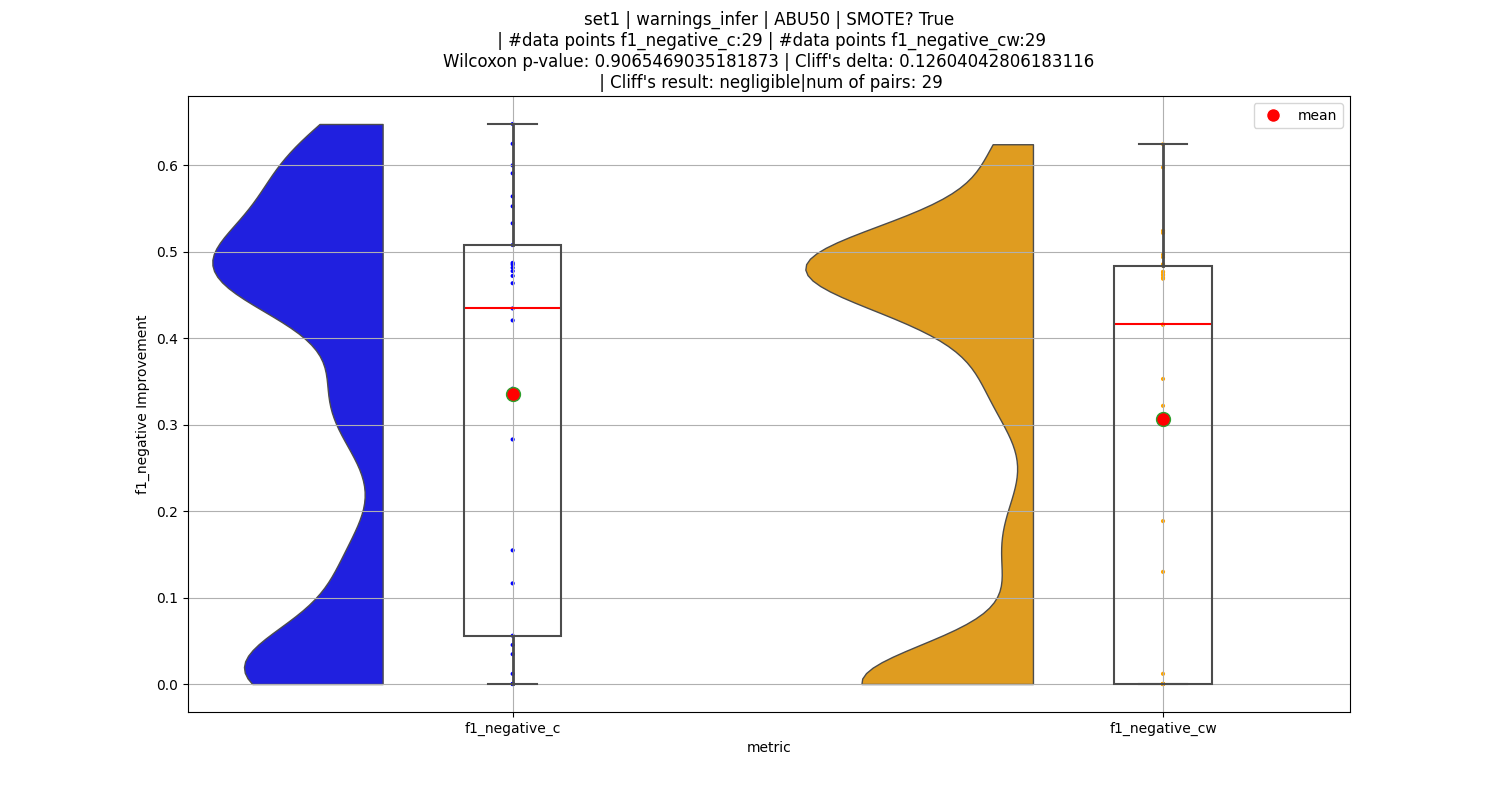 set1 | warnings_infer | ABU50 | SMOTE? True
| #data points f1_negative_c:29 | #data points f1_negative_cw:29
Wilcoxon p-value: 0.9065469035181873 | Cliff's delta: 0.12604042806183116
| Cliff's result: negligible|num of pairs: 29
mean
0.6
0.5
0.4
0.3
0.2
0.1
0.0
f1_negative Improvement
f1_negative_c
f1_negative_cw
metric